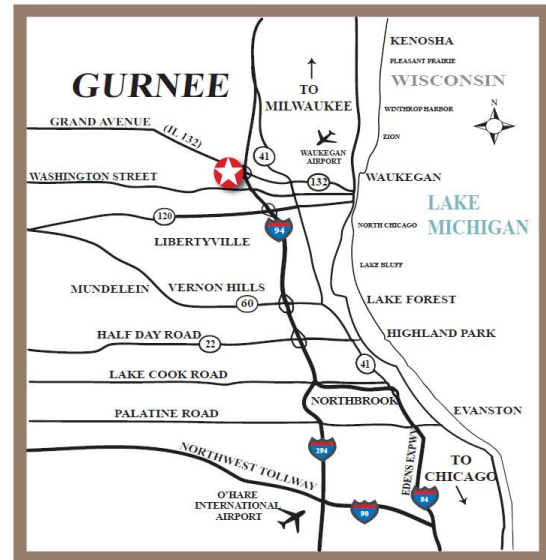 KENOSHA
PLEASANT PRAIRIE
WISCONSIN
GURNEE
TO
MILWAUKEE
WINTHROP HARBOR
N
GRAND AVENUE
(IL 132)
ZION
41
WAUKEGAN
AIRPORT
WASHINGTON STREET
132
WAUKEGAN
LAKE
MICHIGAN
120
94
NORTH CHICAGO
LIBERTYVILLE
LAKE BLUFF
MUNDELEIN
VERNON HILLS
60
LAKE FOREST
HALF DAY ROAD
22
HIGHLAND PARK
41
LAKE COOK ROAD
NORTHBROOK
PALATINE ROAD
EVANSTON
NORTHWEST TOLLWAY
294
EDENS EXPWY
TO
CHICAGO
O'HARE
INTERNATIONAL
AIRPORT
90
94